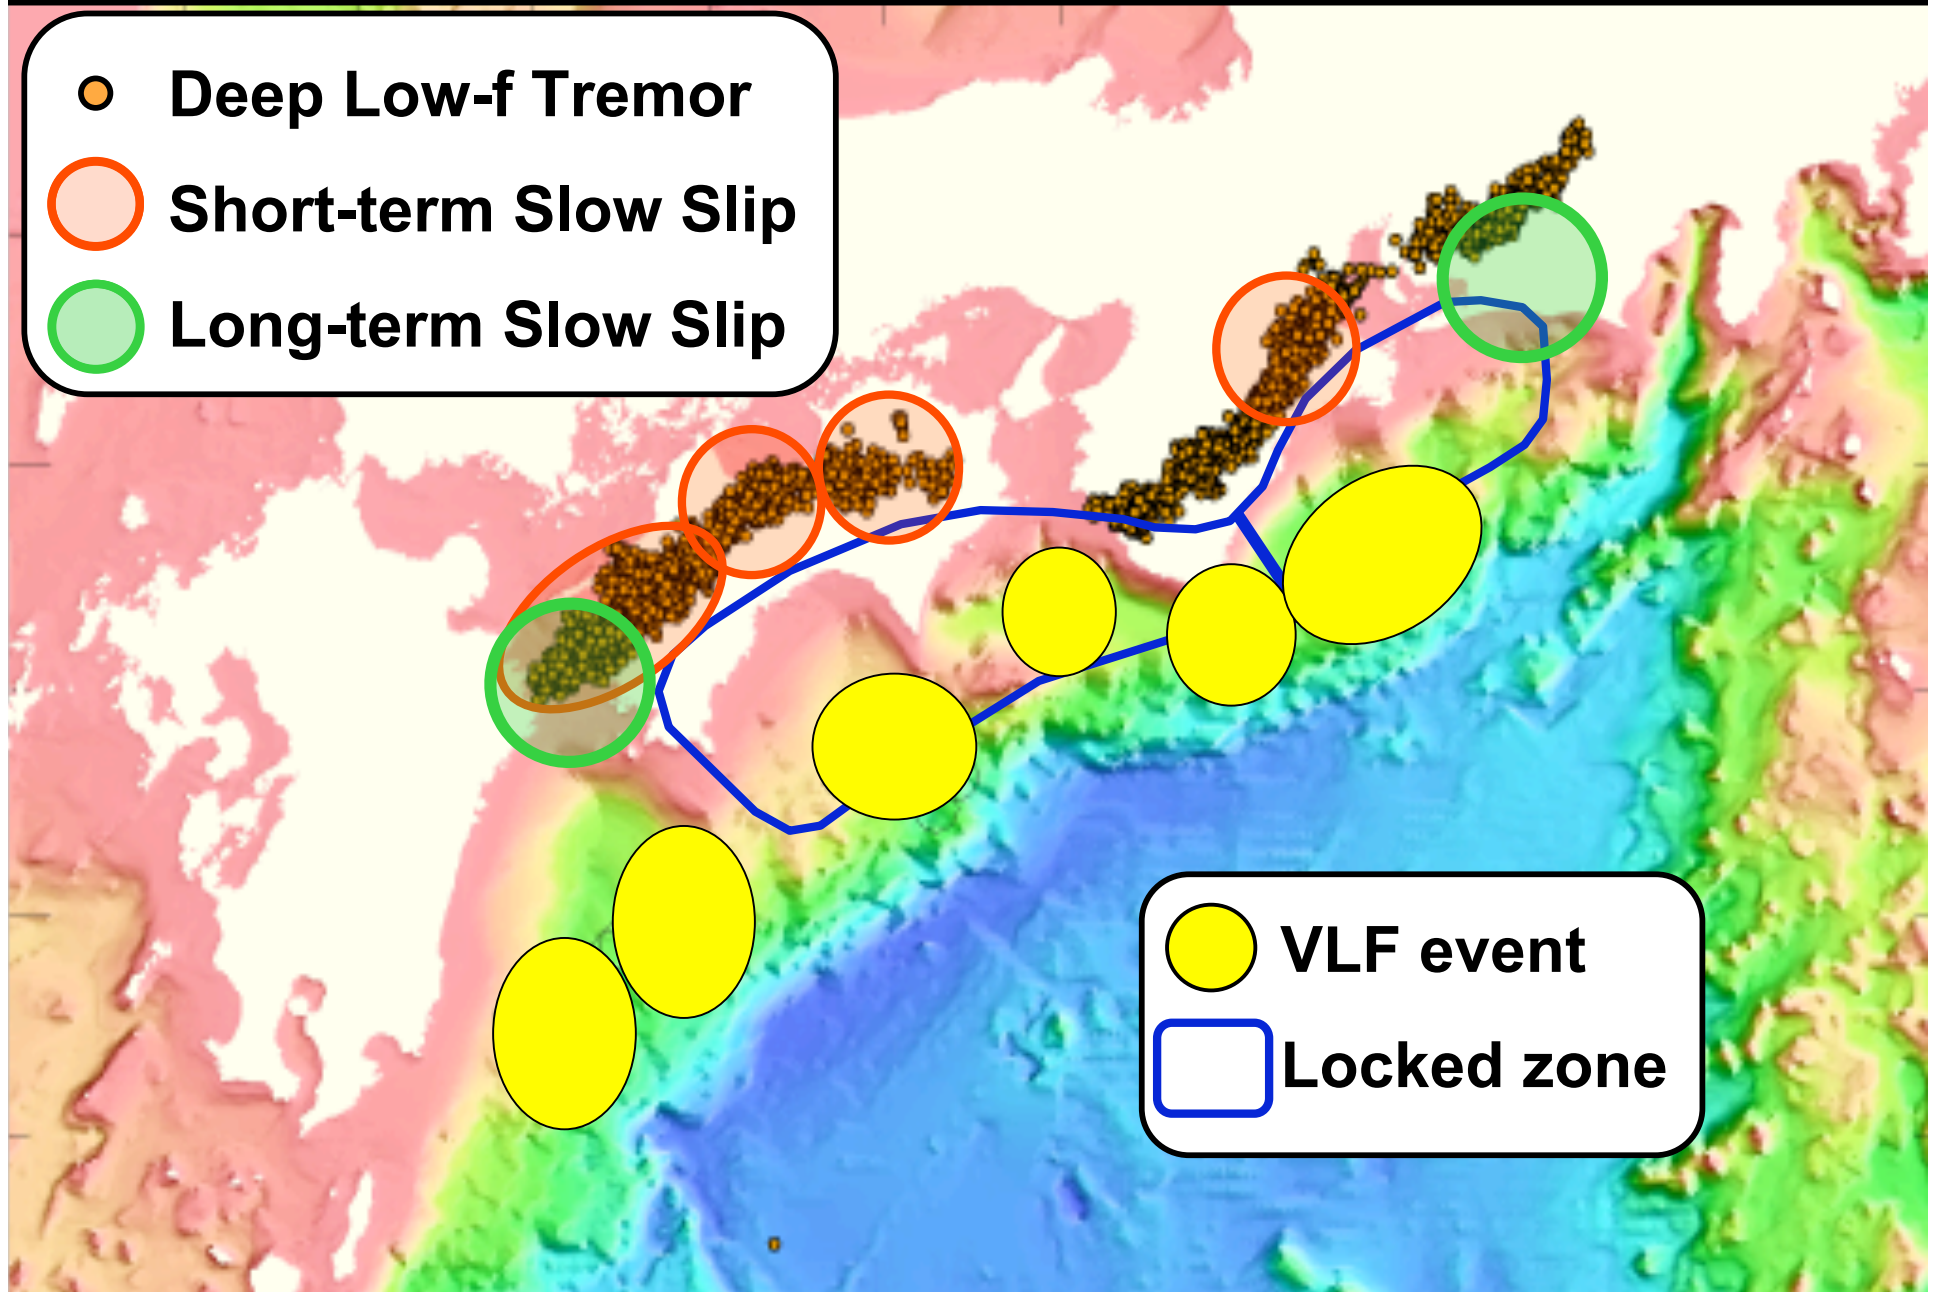 Deep Low-f Tremor
Short-term Slow Slip
Long-term Slow Slip
VLF event
Locked zone